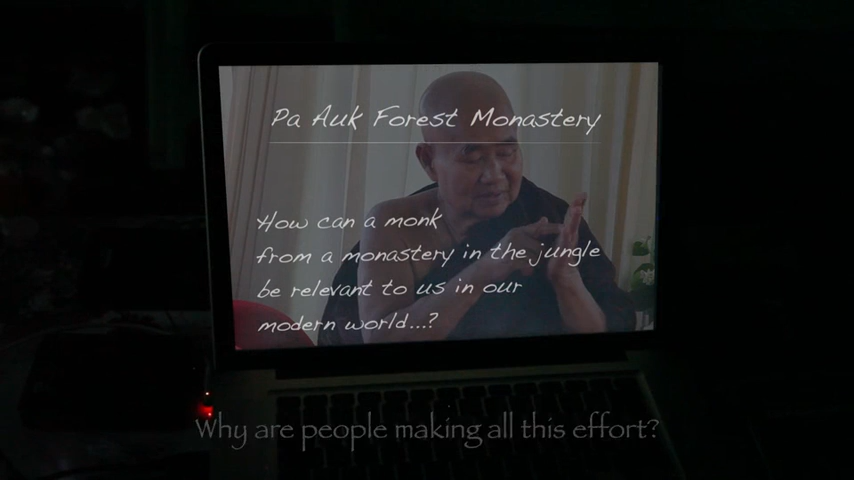 Pa Auk Forest Monastery
How can a monk
from a monastery in the jungle
be relevant to us in our
modern world...?
Why are people making all this effort?